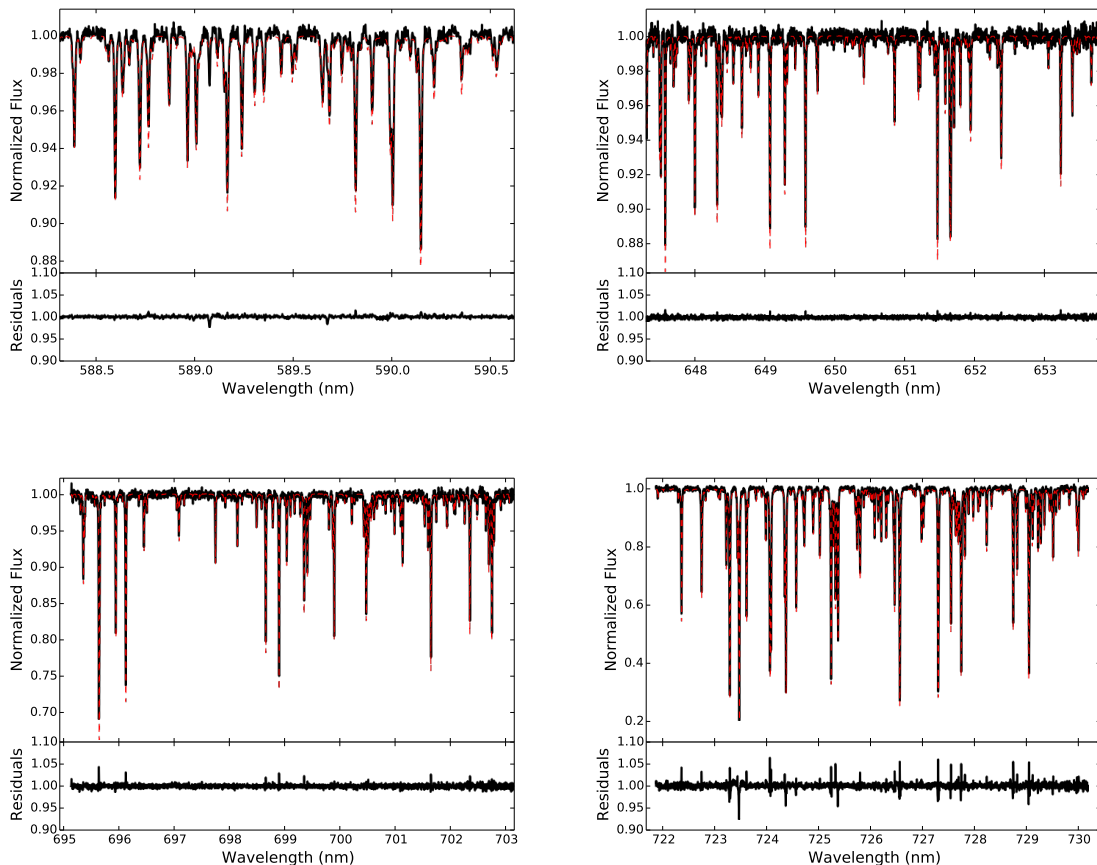 1.00
0.98
0.96
0.94
0.92
0.90
0.88
Normalized Flux
1.10
1.05
1.00
0.95
0.90
Residuals
588.5 589.0 589.5 590.0 590.5
Wavelength (nm)
1.00
0.98
0.96
0.94
0.92
0.90
0.88
Normalized Flux
1.10
1.05
1.00
0.95
0.90
Residuals
648 649 650 651 652 653
Wavelength (nm)
1.00
0.95
0.90
0.85
0.80
0.75
0.70
Normalized Flux
1.10
1.05
1.00
0.95
0.90
Residuals
695 696 697 698 699 700 701 702 703
Wavelength (nm)
1.0
0.8
0.6
0.4
0.2
Normalized Flux
1.10
1.05
1.00
0.95
0.90
Residuals
722 723 724 725 726 727 728 729 730
Wavelength (nm)